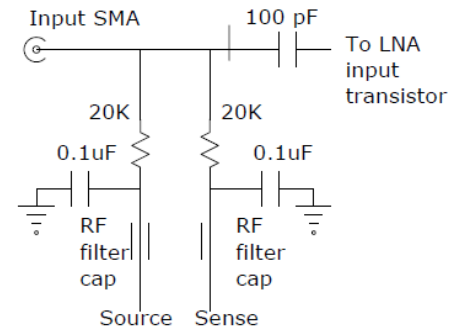 Input SMA
100 pF
To LNA
input
transistor
20K
20K
0.1uF
0.1uF
RF
filter
cap
RF
filter
cap
Source
Sense